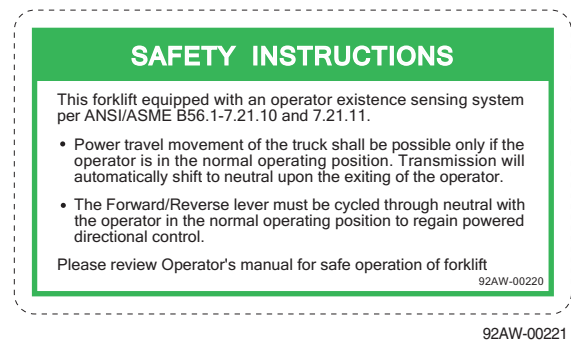 SAFETY INSTRUCTIONS
This forklift equipped with an operator existence sensing system
per ANSI/ASME B56.1-7.21.10 and 7.21.11.
• Power travel movement of the truck shall be possible only if the
operator is in the normal operating position. Transmission will
automatically shift to neutral upon the exiting of the operator.
• The Forward/Reverse lever must be cycled through neutral with
the operator in the normal operating position to regain powered
directional control.
Please review Operator's manual for safe operation of forklift
92AW-00220
92AW-00221